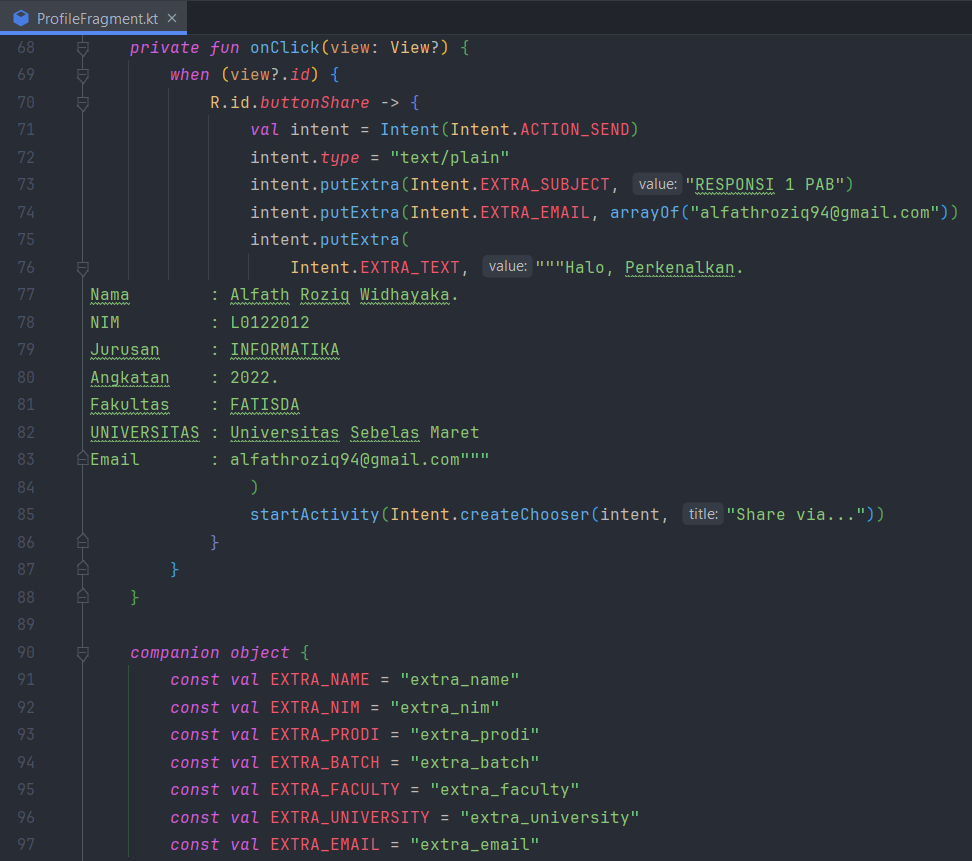 ProfileFragment.kt ×
68 private fun onClick(view: View?) {
69 when (view?.id) {
70 R.id.buttonShare -> {
71 val intent = Intent(Intent.ACTION_SEND)
72 intent.type = "text/plain"
73 intent.putExtra(Intent.EXTRA_SUBJECT, value: "RESPONSI 1 PAB")
74 intent.putExtra(Intent.EXTRA_EMAIL, arrayOf("alfathroziq94@gmail.com"))
75 intent.putExtra(
76 Intent.EXTRA_TEXT, value: """Halo, Perkenalkan.
77 Nama        : Alfath Roziq Widhayaka.
78 NIM         : L0122012
79 Jurusan     : INFORMATIKA
80 Angkatan    : 2022.
81 Fakultas    : FATISDA
82 UNIVERSITAS : Universitas Sebelas Maret
83 Email       : alfathroziq94@gmail.com"""
84 )
85 startActivity(Intent.createChooser(intent, title: "Share via..."))
86 }
87 }
88 }
89
90 companion object {
91 const val EXTRA_NAME = "extra_name"
92 const val EXTRA_NIM = "extra_nim"
93 const val EXTRA_PRODI = "extra_prodi"
94 const val EXTRA_BATCH = "extra_batch"
95 const val EXTRA_FACULTY = "extra_faculty"
96 const val EXTRA_UNIVERSITY = "extra_university"
97 const val EXTRA_EMAIL = "extra_email"